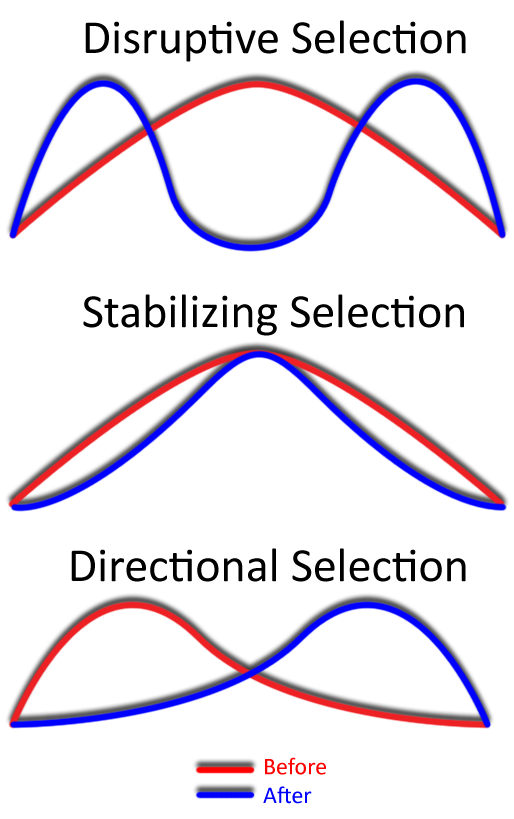 Disruptive Selection
Stabilizing Selection
Directional Selection
Before
After